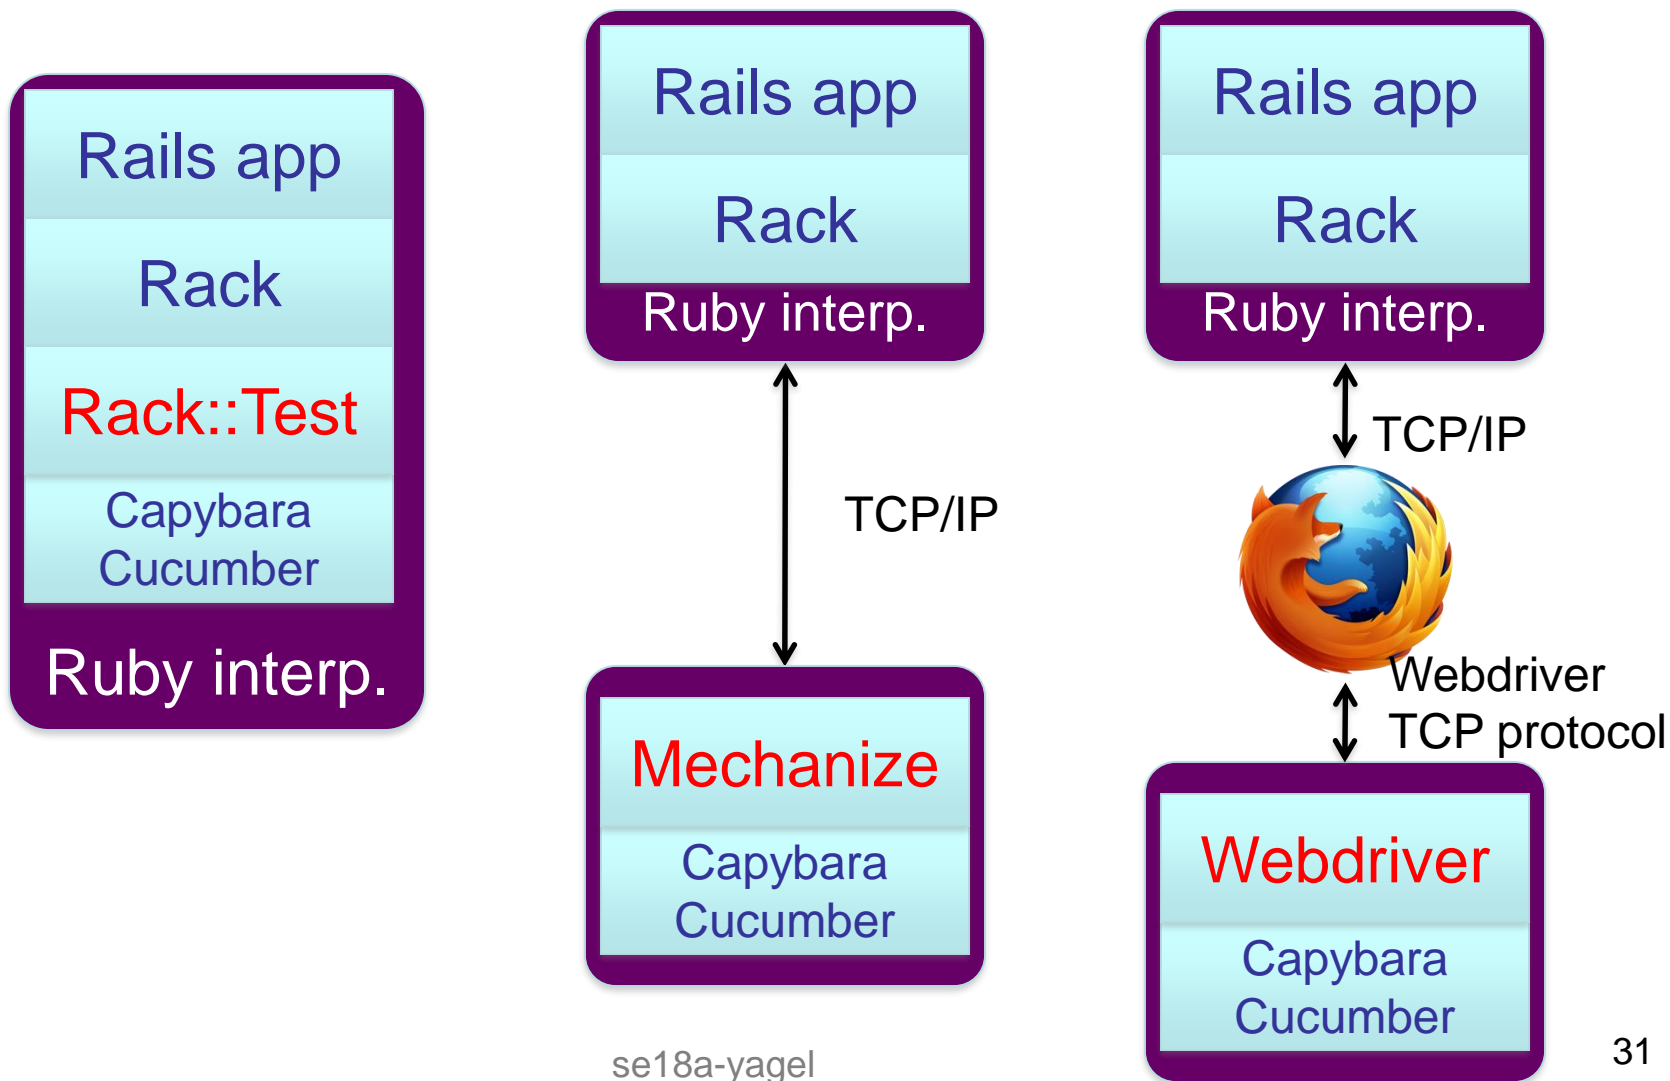 Rails app
Rack
Rack::Test
Capybara
Cucumber
Ruby interp.
Rails app
Rack
Ruby interp.
TCP/IP
Mechanize
Capybara
Cucumber
Rails app
Rack
Ruby interp.
TCP/IP
Webdriver
TCP protocol
Webdriver
Capybara
Cucumber
se18a-yagel
31